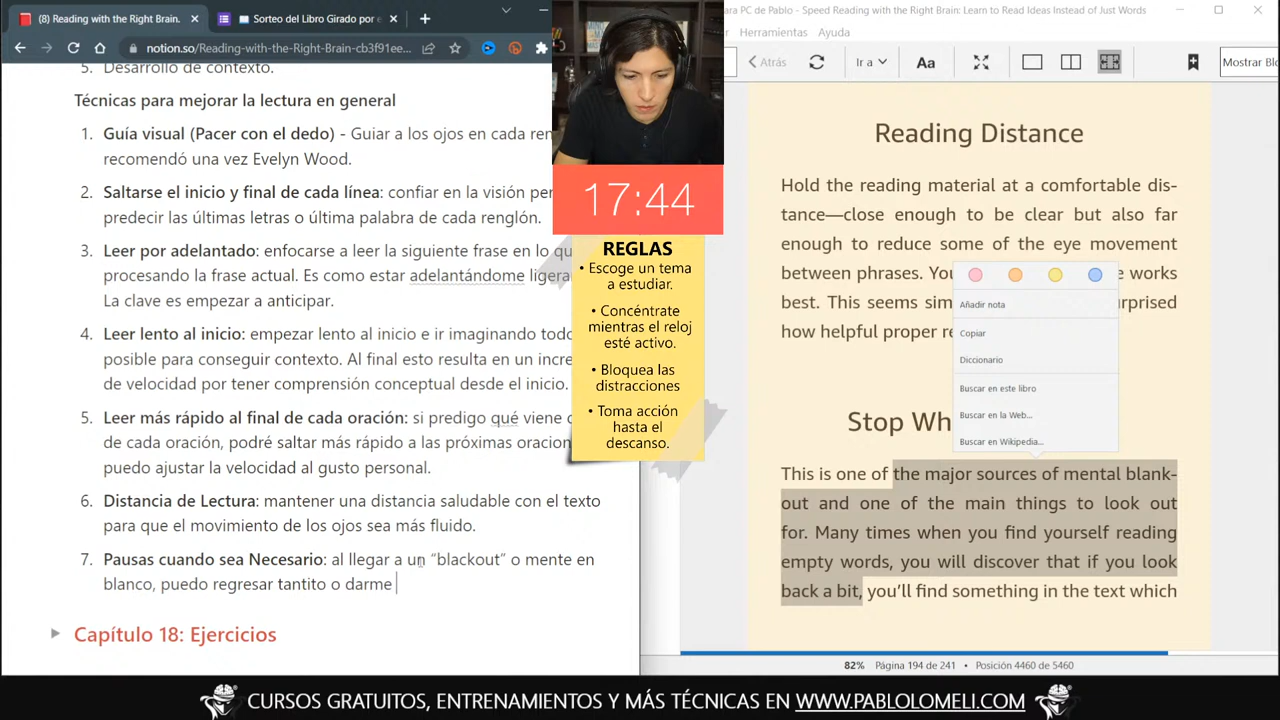 (8) Reading with the Right Brain.
Sorteo del Libro Girado por e
notion.so/Reading-with-the-Right-Brain-cb3f91ee...
5. Desarrollo de contexto.
Técnicas para mejorar la lectura en general
1. Guía visual (Pacer con el dedo) - Guiar a los ojos en cada ren
recomendó una vez Evelyn Wood.
2. Saltarse el inicio y final de cada línea: confiar en la visión per
predecir las últimas letras o última palabra de cada renglón.
3. Leer por adelantado: enfocarse a leer la siguiente frase en lo qu
procesando la frase actual. Es como estar adelantándome ligera
La clave es empezar a anticipar.
4. Leer lento al inicio: empezar lento al inicio e ir imaginando todo
posible para conseguir contexto. Al final esto resulta en un incre
de velocidad por tener comprensión conceptual desde el inicio.
5. Leer más rápido al final de cada oración: si predigo qué viene
de cada oración, podré saltar más rápido a las próximas oracion
puedo ajustar la velocidad al gusto personal.
6. Distancia de Lectura: mantener una distancia saludable con el texto
para que el movimiento de los ojos sea más fluido.
7. Pausas cuando sea Necesario: al llegar a un "blackout" o mente en
blanco, puedo regresar tantito o darme
Capítulo 18: Ejercicios
17:44
REGLAS
• Escoge un tema
a estudiar.
• Concéntrate
mientras el reloj
esté activo.
• Bloquea las
distracciones
• Toma acción
hasta el
descanso.
ara PC de Pablo - Speed Reading with the Right Brain: Learn to Read Ideas Instead of Just Words
Herramientas Ayuda
Atrás
Ir a
Aa
Mostrar Blo
Reading Distance
Hold the reading material at a comfortable dis-
tance—close enough to be clear but also far
enough to reduce some of the eye movement
between phrases. You works
best. This seems sim urprised
how helpful proper re
Añadir nota
Copiar
Diccionario
Buscar en este libro
Buscar en la Web...
Buscar en Wikipedia...
Stop Wh
This is one of the major sources of mental blank-
out and one of the main things to look out
for. Many times when you find yourself reading
empty words, you will discover that if you look
back a bit, you'll find something in the text which
82% Página 194 de 241 • Posición 4460 de 5460
CURSOS GRATUITOS, ENTRENAMIENTOS Y MÁS TÉCNICAS EN WWW.PABLOLOMELI.COM